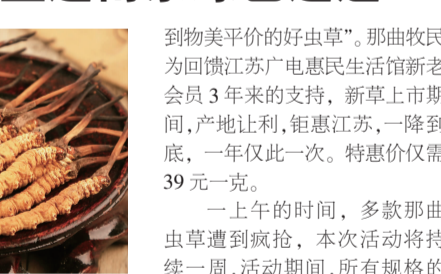 到物美平价的好虫草”。那曲牧民
为回馈江苏广电惠民生活馆新老
会员 3 年来的支持，新草上市期
间,产地让利,钜惠江苏,一降到
底，一年仅此一次。特惠价仅需
39 元一克。
一上午的时间，多款那曲
虫草遭到疯抢，本次活动将持
续一周,活动期间,所有规格的